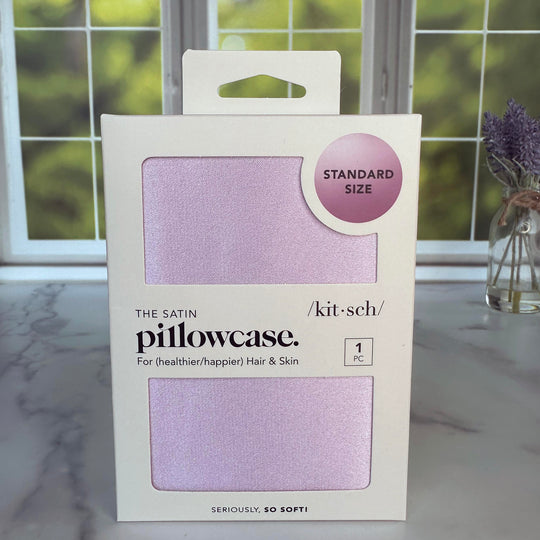 STANDARD
SIZE
THE SATIN
/kit·sch/
pillowcase.
For (healthier/happier) Hair & Skin
1
PC
SERIOUSLY, SO SOFT!